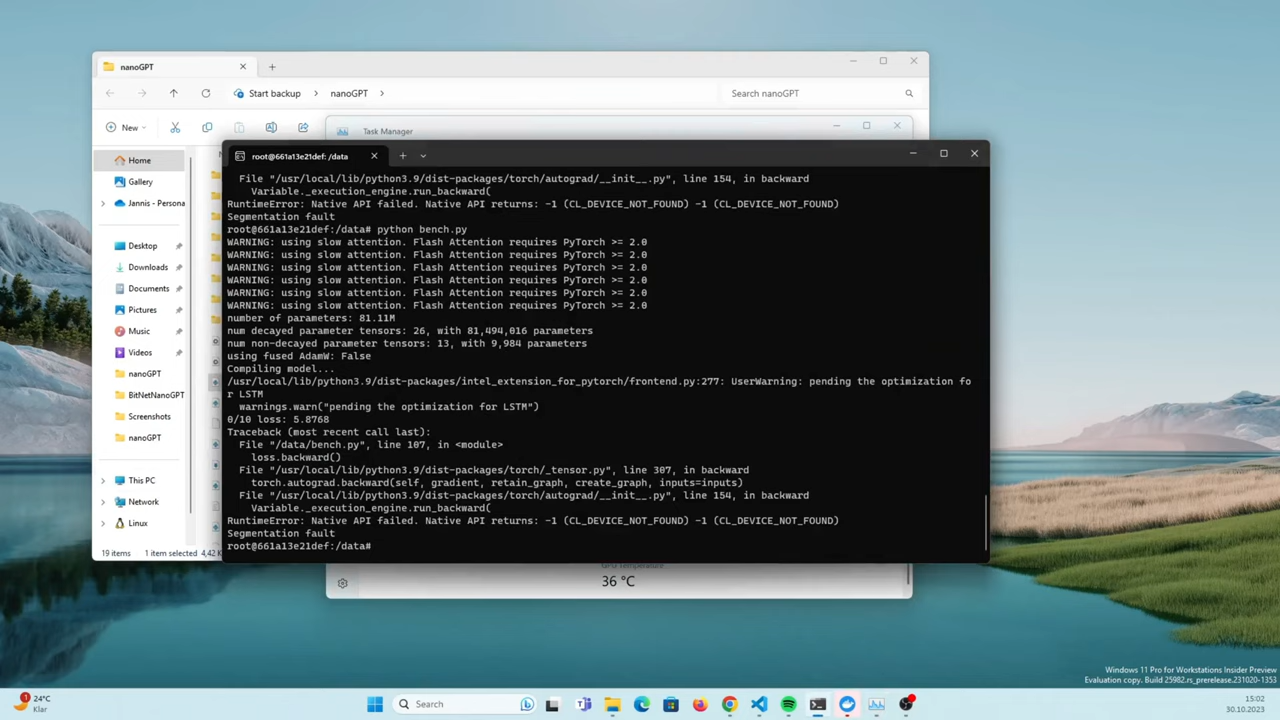 nanoGPT
Start backup
nanoGPT
Search nanoGPT
New
Task Manager
Home
Gallery
Jannis - Persona
Desktop
Downloads
Documents
Pictures
Music
Videos
nanoGPT
BitNetNanoGPT
Screenshots
nanoGPT
This PC
Network
Linux
19 items 1 item selected 4,42 K
root@661a13e21def: /data
File "/usr/local/lib/python3.9/dist-packages/torch/autograd/__init__.py", line 154, in backward
Variable._execution_engine.run_backward(
RuntimeError: Native API failed. Native API returns: -1 (CL_DEVICE_NOT_FOUND) -1 (CL_DEVICE_NOT_FOUND)
Segmentation fault
root@661a13e21def:/data# python bench.py
WARNING: using slow attention. Flash Attention requires PyTorch >= 2.0
WARNING: using slow attention. Flash Attention requires PyTorch >= 2.0
WARNING: using slow attention. Flash Attention requires PyTorch >= 2.0
WARNING: using slow attention. Flash Attention requires PyTorch >= 2.0
WARNING: using slow attention. Flash Attention requires PyTorch >= 2.0
WARNING: using slow attention. Flash Attention requires PyTorch >= 2.0
number of parameters: 81.11M
num decayed parameter tensors: 26, with 81,494,016 parameters
num non-decayed parameter tensors: 13, with 9,984 parameters
using fused AdamW: False
Compiling model...
/usr/local/lib/python3.9/dist-packages/intel_extension_for_pytorch/frontend.py:277: UserWarning: pending the optimization fo
r LSTM
warnings.warn("pending the optimization for LSTM")
0/10 loss: 5.8768
Traceback (most recent call last):
File "/data/bench.py", line 107, in <module>
loss.backward()
File "/usr/local/lib/python3.9/dist-packages/torch/_tensor.py", line 307, in backward
torch.autograd.backward(self, gradient, retain_graph, create_graph, inputs=inputs)
File "/usr/local/lib/python3.9/dist-packages/torch/autograd/__init__.py", line 154, in backward
Variable._execution_engine.run_backward(
RuntimeError: Native API failed. Native API returns: -1 (CL_DEVICE_NOT_FOUND) -1 (CL_DEVICE_NOT_FOUND)
Segmentation fault
root@661a13e21def:/data#
GPU Temperature
36 °C
Windows 11 Pro for Workstations Insider Preview
Evaluation copy. Build 25982.rs_prerelease.231020-1353
1
24°C
Klar
Search
15:02
30.10.2023